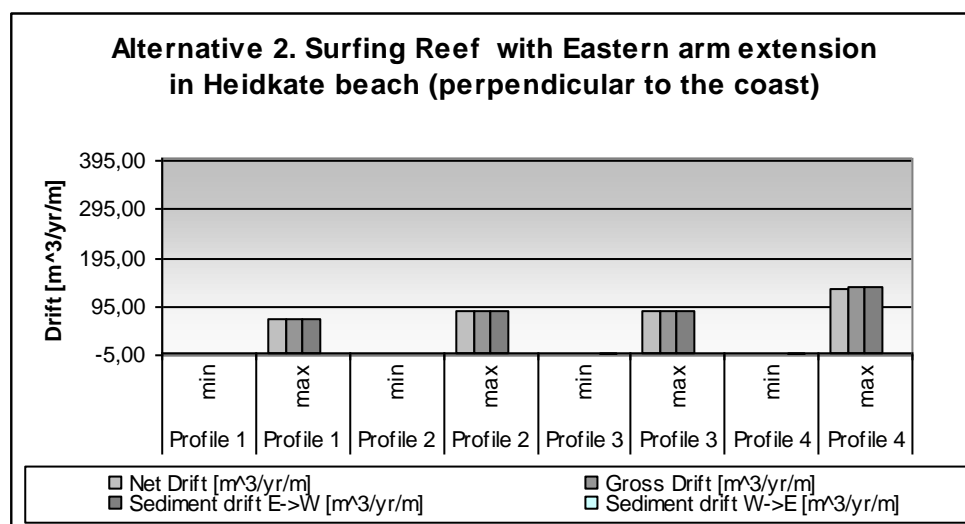 Alternative 2. Surfing Reef with Eastern arm extension
in Heidkate beach (perpendicular to the coast)
Drift [m^3/yr/m]
395,00
295,00
195,00
95,00
-5,00
min
max
min
max
min
max
min
max
Profile 1
Profile 1
Profile 2
Profile 2
Profile 3
Profile 3
Profile 4
Profile 4
Net Drift [m^3/yr/m]
Gross Drift [m^3/yr/m]
Sediment drift E->W [m^3/yr/m]
Sediment drift W->E [m^3/yr/m]